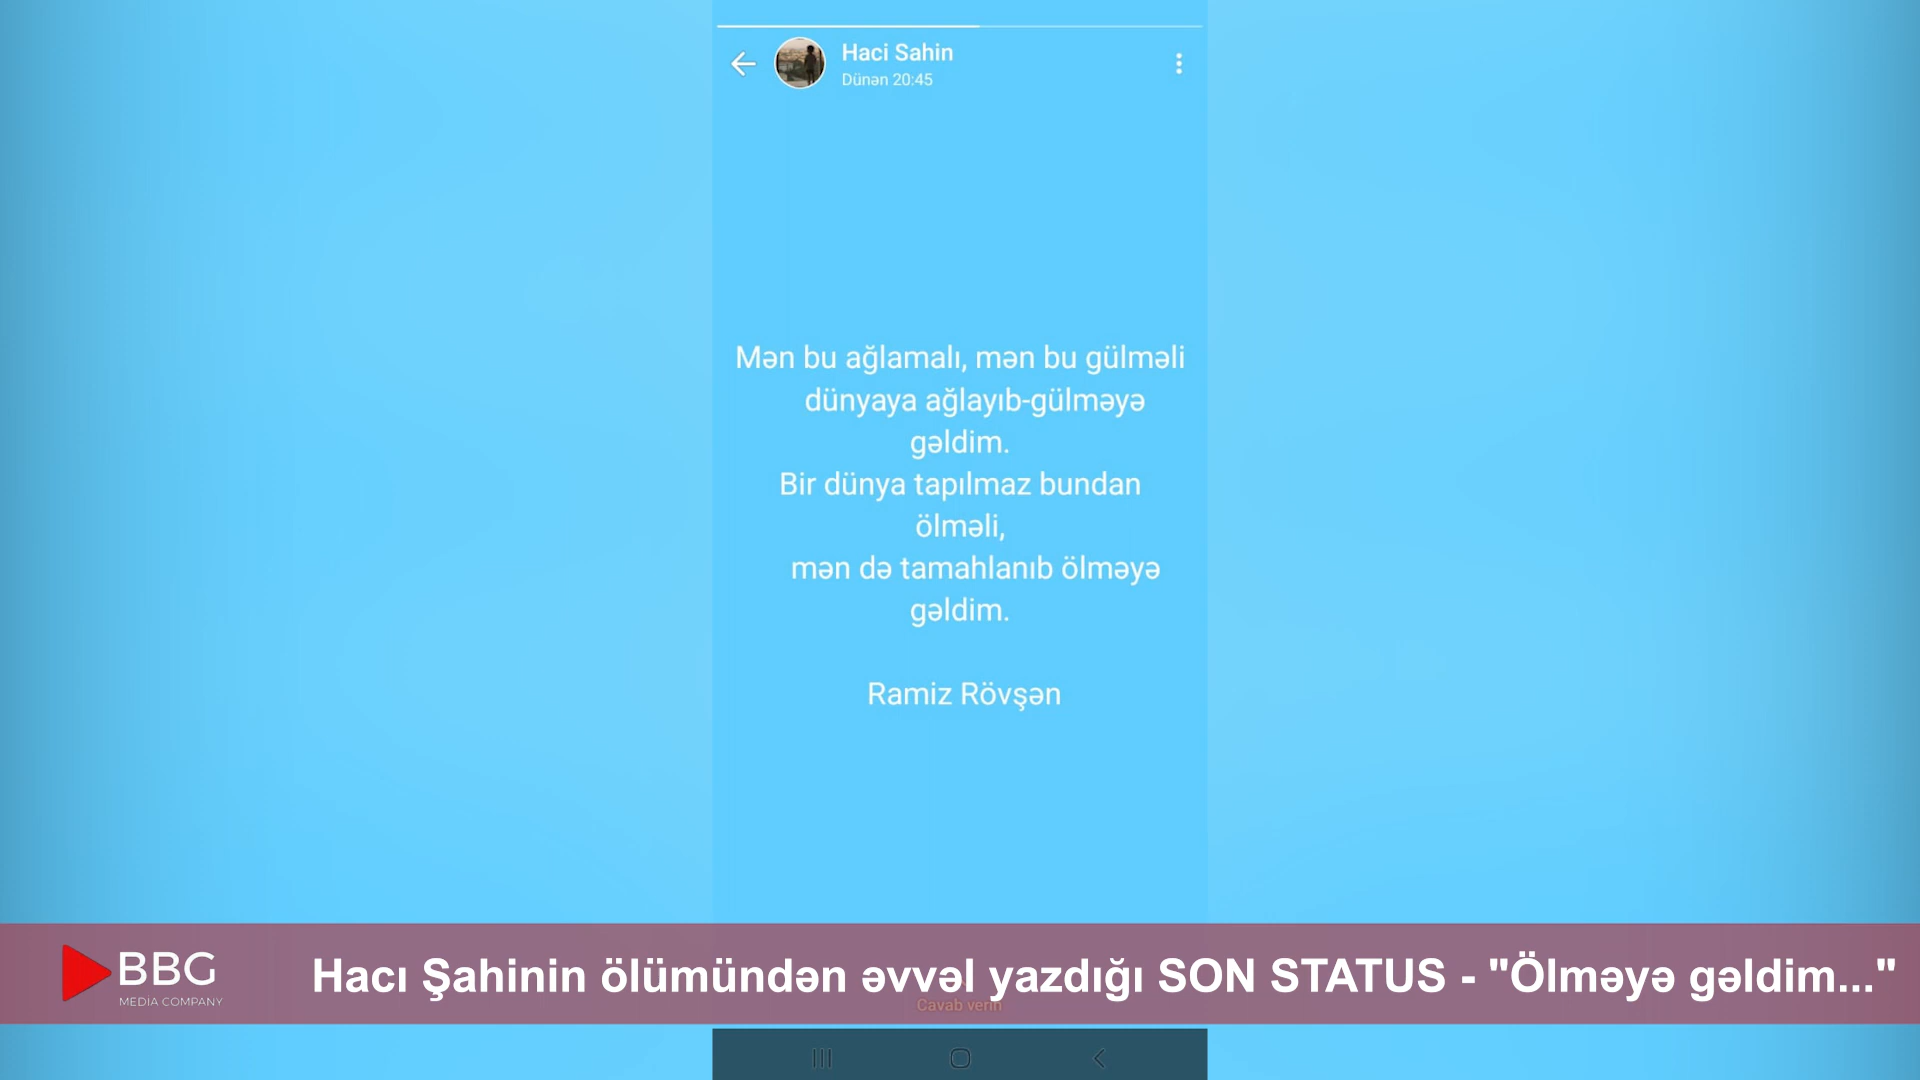 Haci Sahin
Dünən 20:45
Mən bu ağlamalı, mən bu gülməli
dünyaya ağlayıb-gülməyə
gəldim.
Bir dünya tapılmaz bundan
ölməli,
mən də tamahlanıb ölməyə
gəldim.
Ramiz Rövşən
BBG
MEDİA COMPANY
Hacı Şahinin ölümündən əvvəl yazdığı SON STATUS - "Ölməyə gəldim..."
Cavab verin